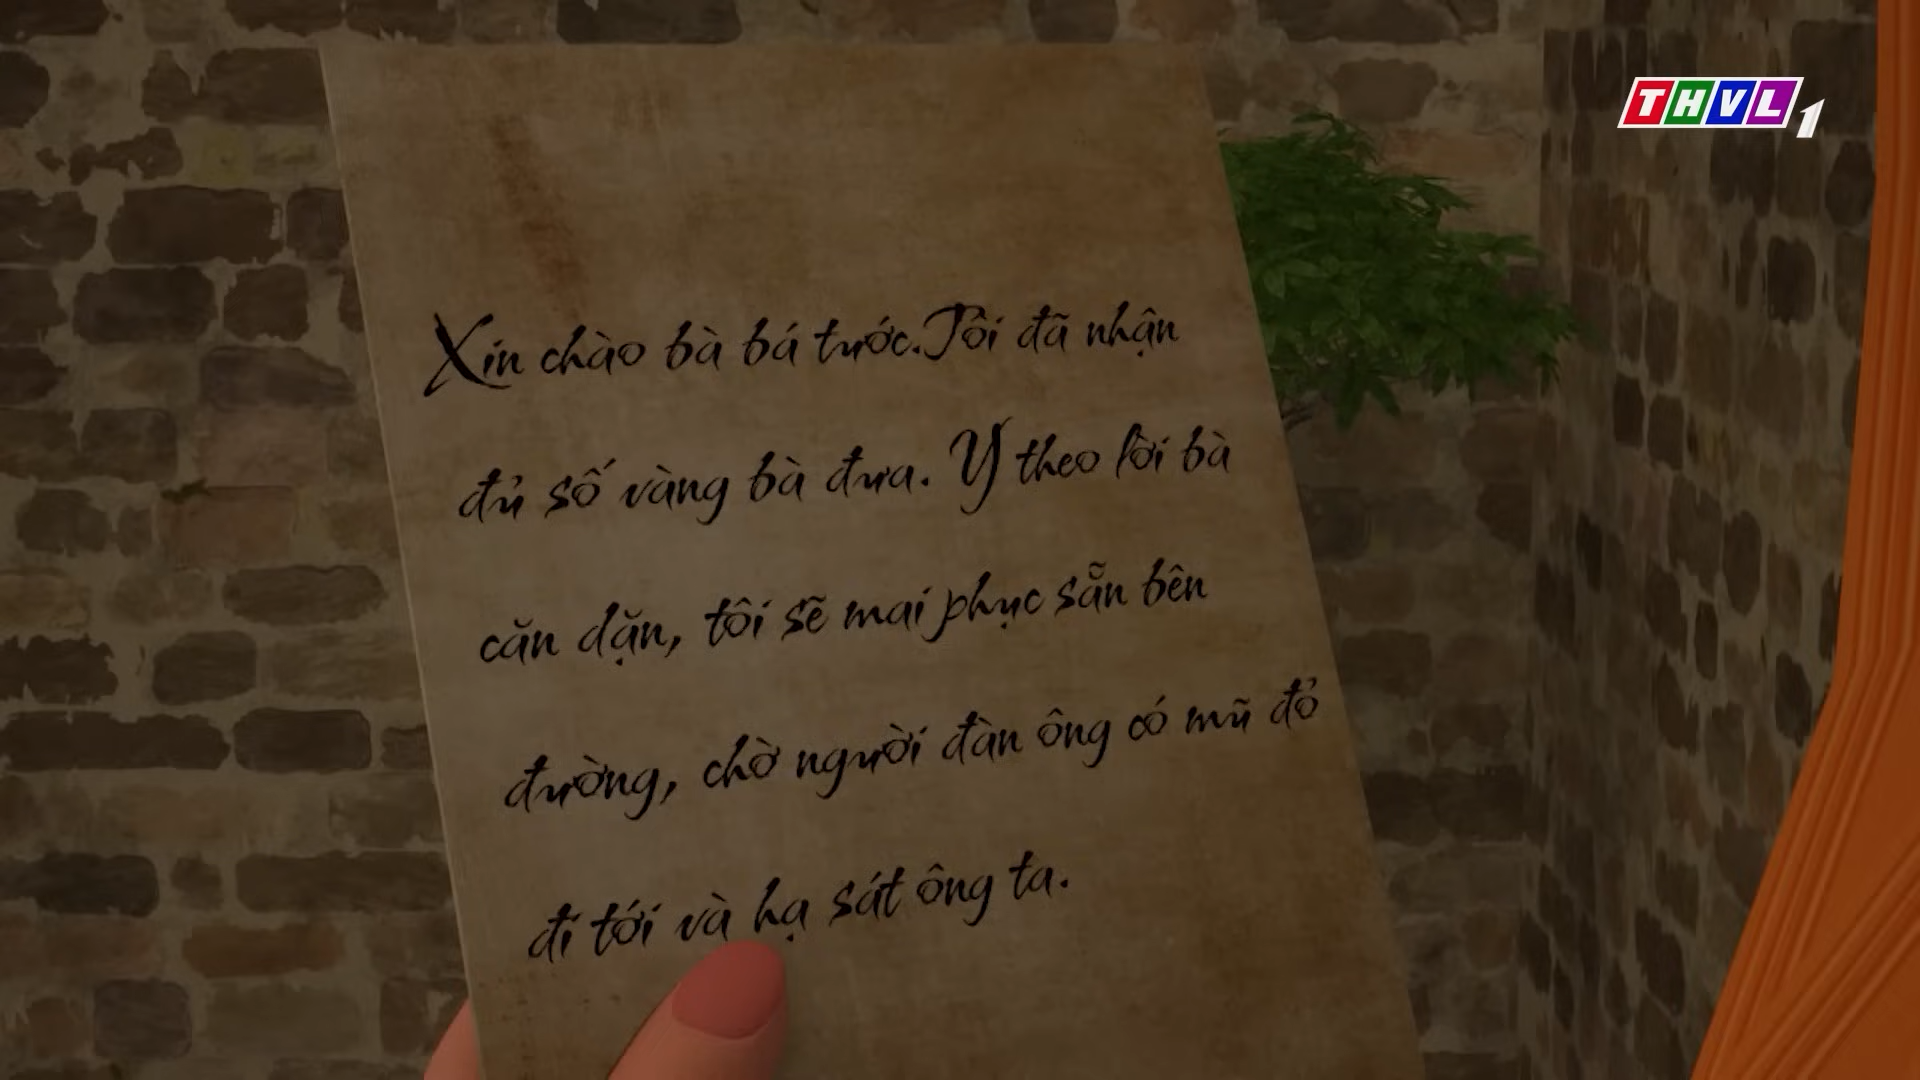 THVL1
Xin chào bà bá tước.Tôi đã nhận
đủ số vàng bà đưa. Y theo lời bà
căn dặn, tôi sẽ mai phục sẵn bên
đường, chờ người đàn ông có mũ đỏ
đi tới và hạ sát ông ta.